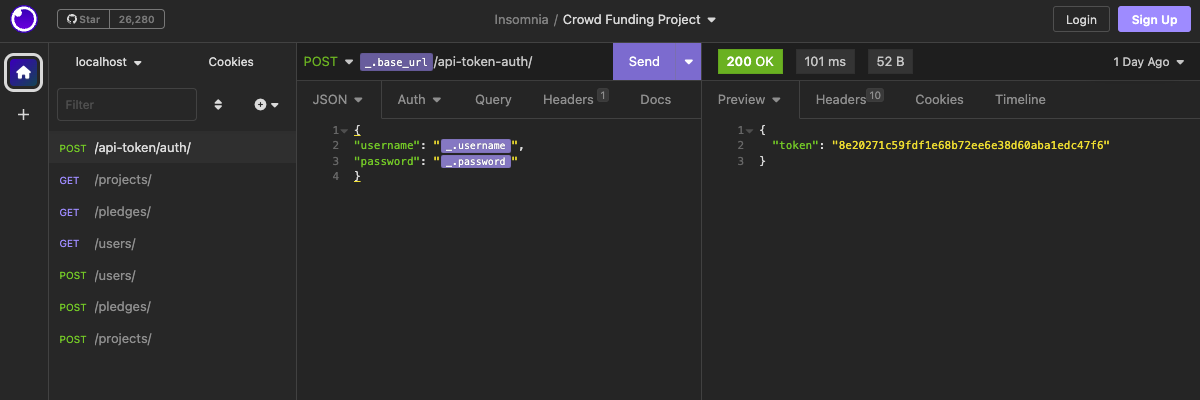 Star 26,280
Insomnia / Crowd Funding Project
Login
Sign Up
localhost
Cookies
POST _.base_url/api-token-auth/
Send
200 OK
101 ms
52 B
1 Day Ago
Filter
JSON
Auth
Query
Headers 1
Docs
Preview
Headers 10
Cookies
Timeline
POST /api-token/auth/
GET /projects/
GET /pledges/
GET /users/
POST /users/
POST /pledges/
POST /projects/
1 {
2 "username": "_.username",
3 "password": "_.password"
4 }
1 {
2 "token": "8e20271c59fdf1e68b72ee6e38d60aba1edc47f6"
3 }